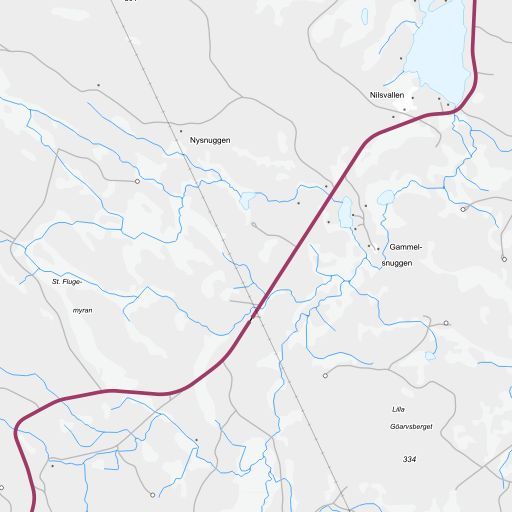 Nilsvallen
Nysnuggen
Gammel-
snuggen
St. Fluge-
myran
Lilla
Göarvsberget
334